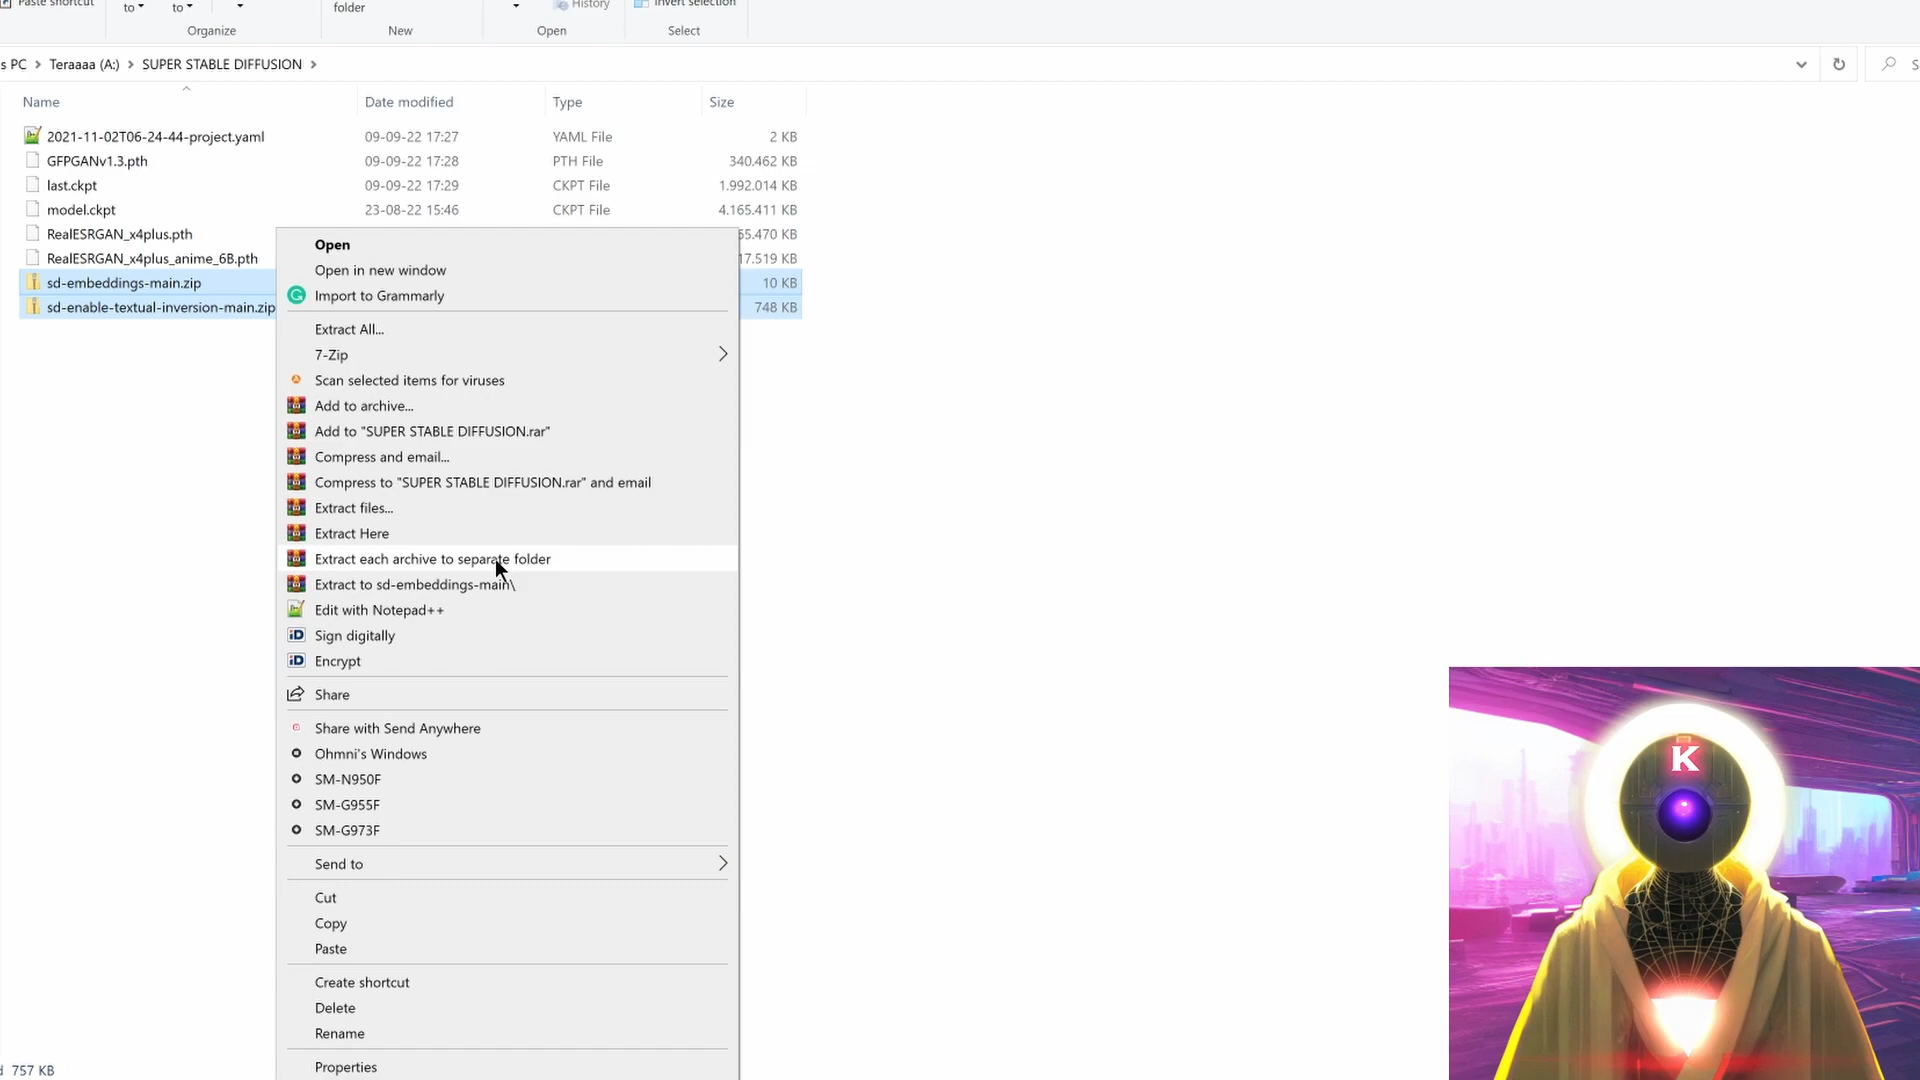 Paste shortcut
to
to
folder
History
Invert selection
Organize
New
Open
Select
s PC > Teraaaa (A:) > SUPER STABLE DIFFUSION >
S
Name
Date modified
Type
Size
2021-11-02T06-24-44-project.yaml 09-09-22 17:27 YAML File 2 KB
GFPGANv1.3.pth 09-09-22 17:28 PTH File 340.462 KB
last.ckpt 09-09-22 17:29 CKPT File 1.992.014 KB
model.ckpt 23-08-22 15:46 CKPT File 4.165.411 KB
RealESRGAN_x4plus.pth 55.470 KB
RealESRGAN_x4plus_anime_6B.pth 17.519 KB
sd-embeddings-main.zip 10 KB
sd-enable-textual-inversion-main.zip 748 KB
Open
Open in new window
Import to Grammarly
Extract All...
7-Zip
Scan selected items for viruses
Add to archive...
Add to "SUPER STABLE DIFFUSION.rar"
Compress and email...
Compress to "SUPER STABLE DIFFUSION.rar" and email
Extract files...
Extract Here
Extract each archive to separate folder
Extract to sd-embeddings-main\
Edit with Notepad++
iD Sign digitally
iD Encrypt
Share
Share with Send Anywhere
Ohmni's Windows
SM-N950F
SM-G955F
SM-G973F
Send to
Cut
Copy
Paste
Create shortcut
Delete
Rename
Properties
757 KB
K